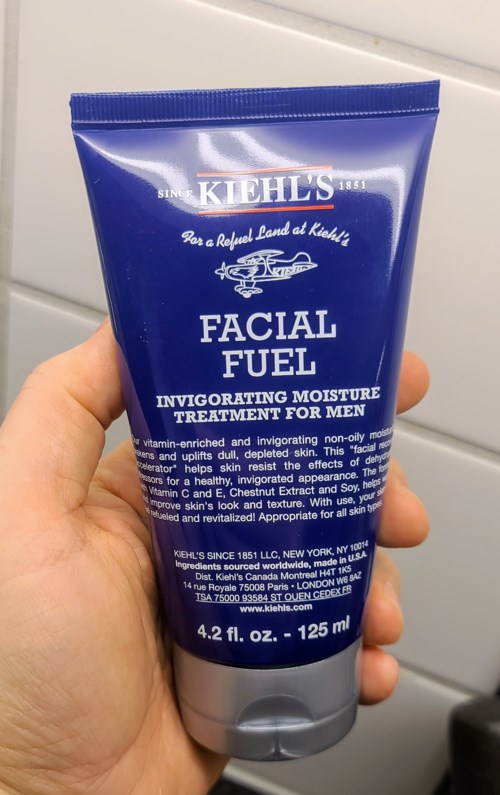 SINCE KIEHL'S 1851
For a Refuel Land at Kiehl's
KIEHL'S
FACIAL
FUEL
INVIGORATING MOISTURE
TREATMENT FOR MEN
vitamin-enriched and invigorating non-oily
and uplifts dull, depleted skin. This "facial
helps skin resist the effects of
for a healthy, invigorated appearance. The
Vitamin C and E, Chestnut Extract and Soy, helps
improve skin's look and texture. With use, your
refueled and revitalized! Appropriate for all skin types.
KIEHL'S SINCE 1851 LLC, NEW YORK, NY 10014
Ingredients sourced worldwide, made in U.S.A.
Dist. Kiehl's Canada Montreal H4T 1K5
14 rue Royale 75008 Paris • LONDON W6 8AZ
TSA 75000 93584 ST OUEN CEDEX FR
www.kiehls.com
4.2 fl. oz. - 125 ml